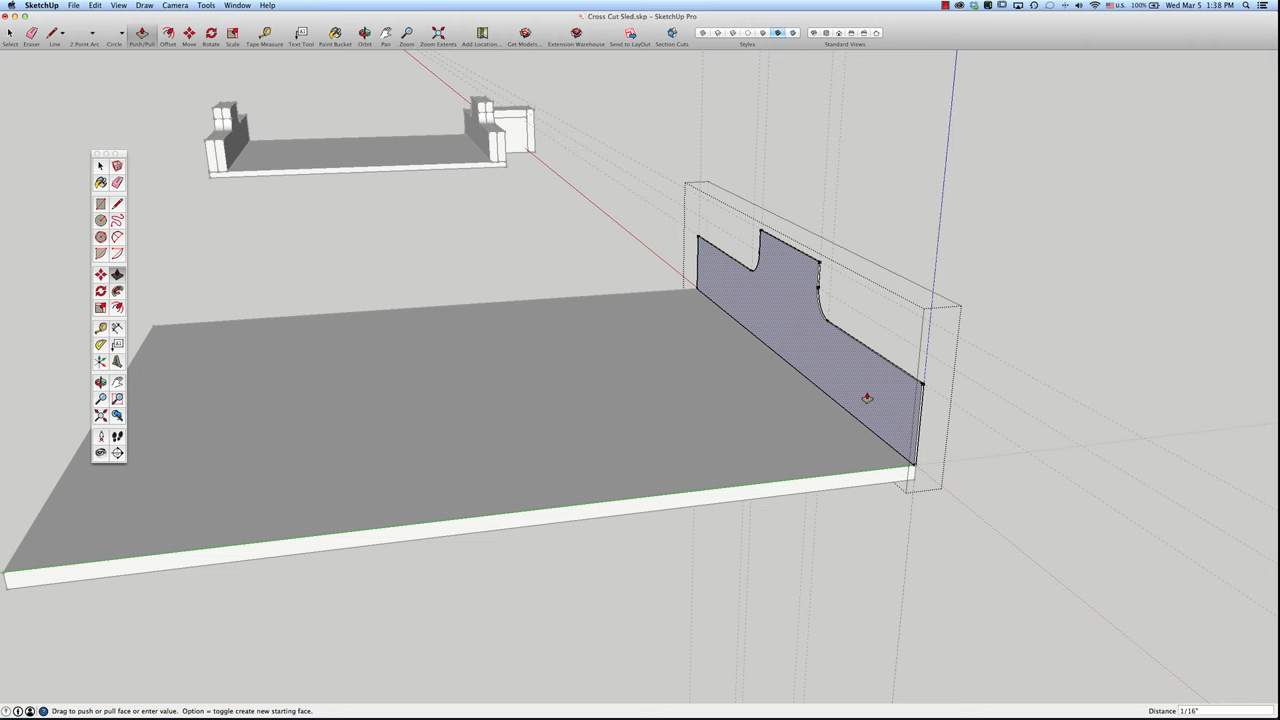 SketchUp File Edit View Draw Camera Tools Window Help
U.S. 100% Wed Mar 5 1:38 PM
Cross Cut Sled.skp – SketchUp Pro
Select Eraser Line 2 Point Arc Circle Push/Pull Offset Move Rotate Scale Tape Measure Text Tool Paint Bucket Orbit Pan Zoom Zoom Extents Add Location... Get Models... Extension Warehouse Send to LayOut Section Cuts Styles Standard Views
Drag to push or pull face or enter value. Option = toggle create new starting face. Distance 1/16"